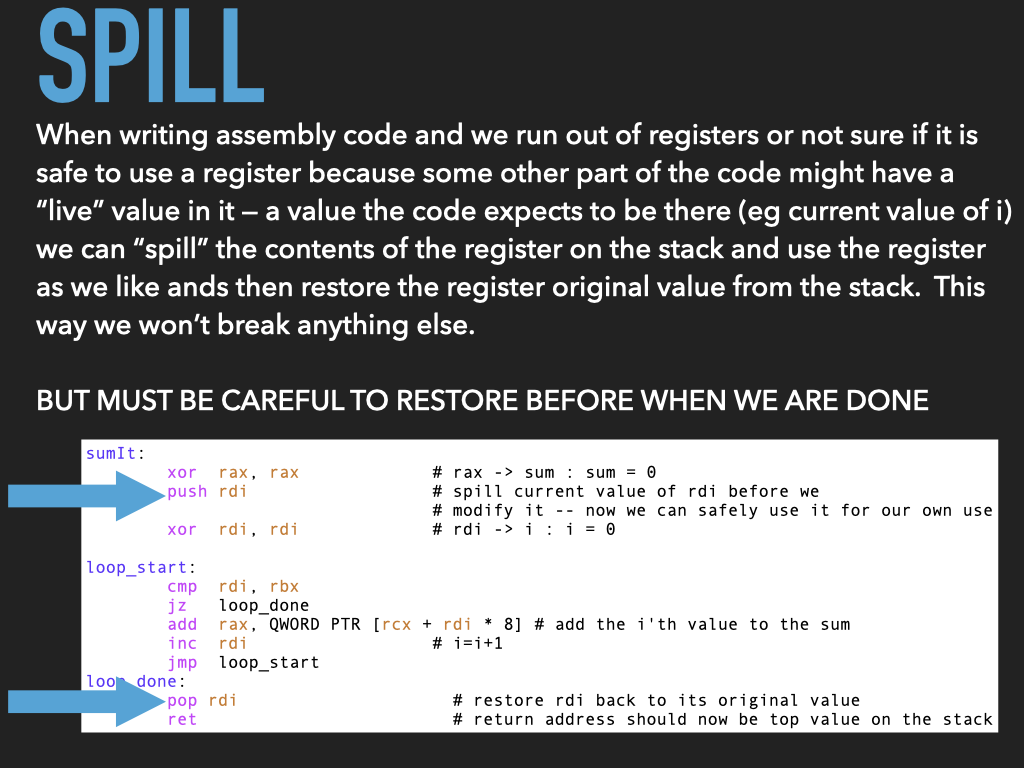 SPILL
When writing assembly code and we run out of registers or not sure if it is
safe to use a register because some other part of the code might have a
“live” value in it – a value the code expects to be there (eg current value of i)
we can “spill” the contents of the register on the stack and use the register
as we like ands then restore the register original value from the stack.  This
way we won’t break anything else.
BUT MUST BE CAREFUL TO RESTORE BEFORE WHEN WE ARE DONE
sumIt:
xor rax, rax # rax -> sum : sum = 0
push rdi # spill current value of rdi before we
# modify it -- now we can safely use it for our own use
xor rdi, rdi # rdi -> i : i = 0
loop_start:
cmp rdi, rbx
jz loop_done
add rax, QWORD PTR [rcx + rdi * 8] # add the i'th value to the sum
inc rdi # i=i+1
jmp loop_start
loop_done:
pop rdi # restore rdi back to its original value
ret # return address should now be top value on the stack